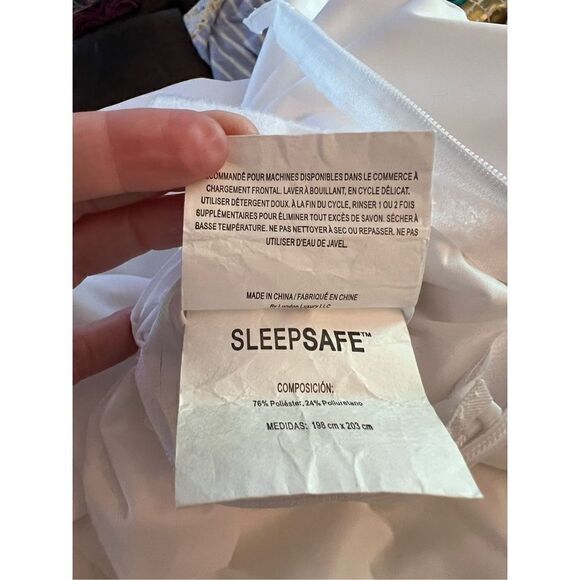 RECOMMANDÉ POUR MACHINES DISPONIBLES DANS LE COMMERCE À
CHARGEMENT FRONTAL. LAVER À BOUILLANT, EN CYCLE DÉLICAT.
UTILISER DÉTERGENT DOUX. À LA FIN DU CYCLE, RINSER 1 OU 2 FOIS
SUPPLÉMENTAIRES POUR ÉLIMINER TOUT EXCÈS DE SAVON. SÉCHER À
BASSE TEMPÉRATURE. NE PAS NETTOYER À SEC OU REPASSER. NE PAS
UTILISER D'EAU DE JAVEL.
MADE IN CHINA / FABRIQUÉ EN CHINE
By London Luxury LLC
SLEEPSAFE™
COMPOSICIÓN:
76% Poliéster, 24% Poliuretano
MEDIDAS: 198 cm x 203 cm